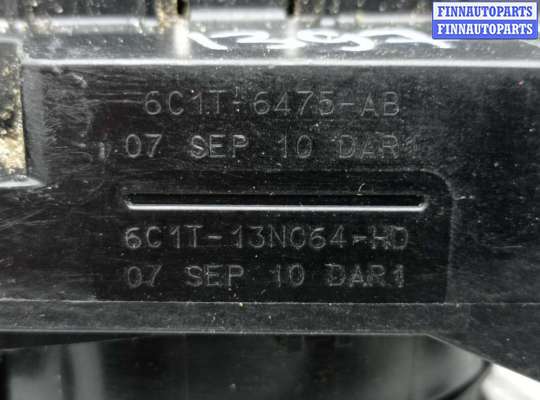 FINNAUTOPARTS
FINNAUTOPARTS
6C1T-6475-AB
07 SEP 10 DAR1
6C1T-13N064-HD
07 SEP 10 DAR1